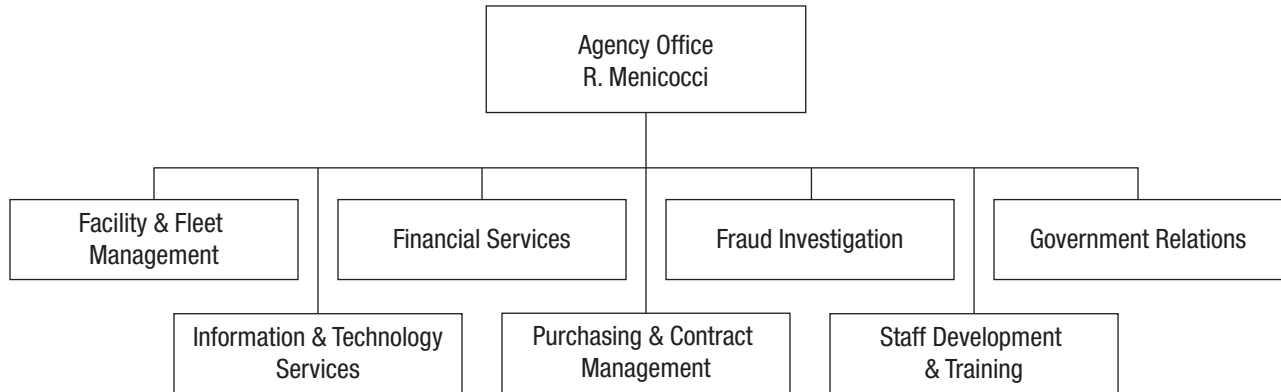 Agency Office
R. Menicocci
Facility & Fleet
Management
Financial Services
Fraud Investigation
Government Relations
Information & Technology
Services
Purchasing & Contract
Management
Staff Development
& Training